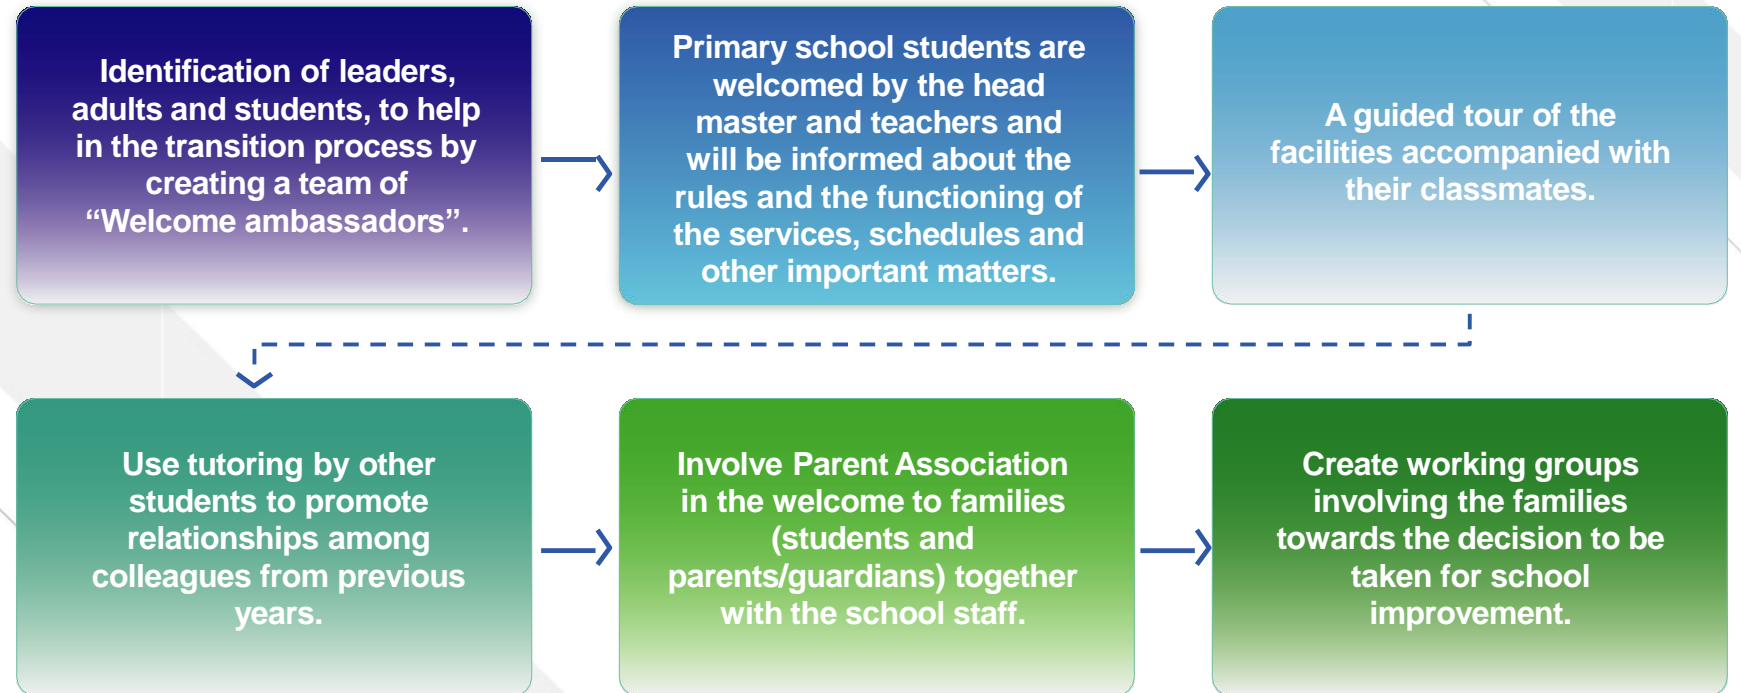 Identification of leaders,
adults and students, to help
in the transition process by
creating a team of
“Welcome ambassadors”.
Primary school students are
welcomed by the head
master and teachers and
will be informed about the
rules and the functioning of
the services, schedules and
other important matters.
A guided tour of the
facilities accompanied with
their classmates.
Use tutoring by other
students to promote
relationships among
colleagues from previous
years.
Involve Parent Association
in the welcome to families
(students and
parents/guardians) together
with the school staff.
Create working groups
involving the families
towards the decision to be
taken for school
improvement.